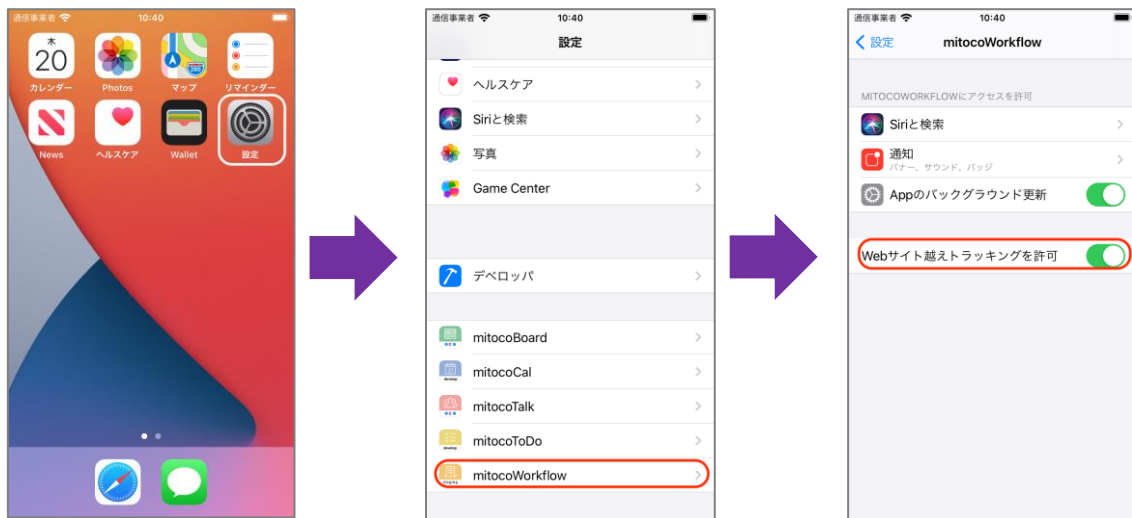 通信事業者 10:40
木
20
カレンダー Photos マップ リマインダー
News ヘルスケア Wallet 設定
通信事業者 10:40
設定
ヘルスケア
Siriと検索
写真
Game Center
デベロッパ
mitocoBoard
mitocoCal
mitocoTalk
mitocoToDo
mitocoWorkflow
通信事業者 10:40
設定 mitocoWorkflow
MITOCOWORKFLOWにアクセスを許可
Siriと検索
通知
バナー、サウンド、バッジ
Appのバックグラウンド更新
Webサイト越えトラッキングを許可